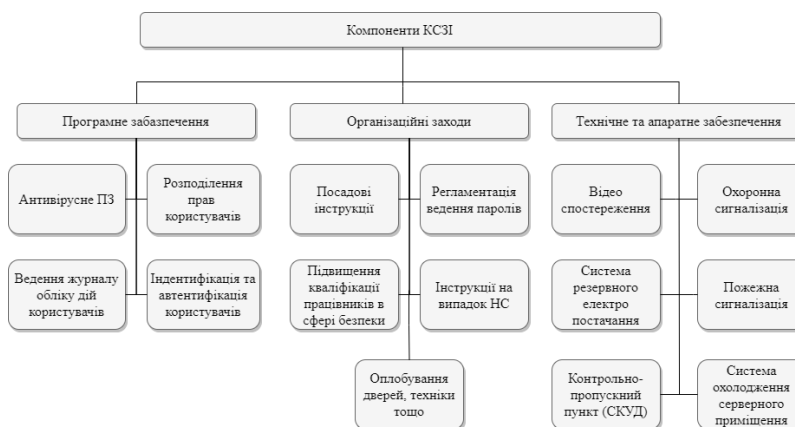 Компоненти КСЗІ
Програмне забазпечення
Організаційні заходи
Технічне та апаратне забезпечення
Антивірусне ПЗ
Розподілення
прав
користувачів
Посадові
інструкції
Регламентація
ведення паролів
Відео
спостереження
Охоронна
сигналізація
Ведення журналу
обліку дій
користувачів
Індентифікація та
автентифікація
користувачів
Підвищення
кваліфікації
працівників в
сфері безпеки
Інструкції на
випадок НС
Система
резервного
електро
постачання
Пожежна
сигналізація
Оплобування
дверей, техніки
тощо
Контрольно-
пропускний
пункт (СКУД)
Система
охолодження
серверного
приміщення